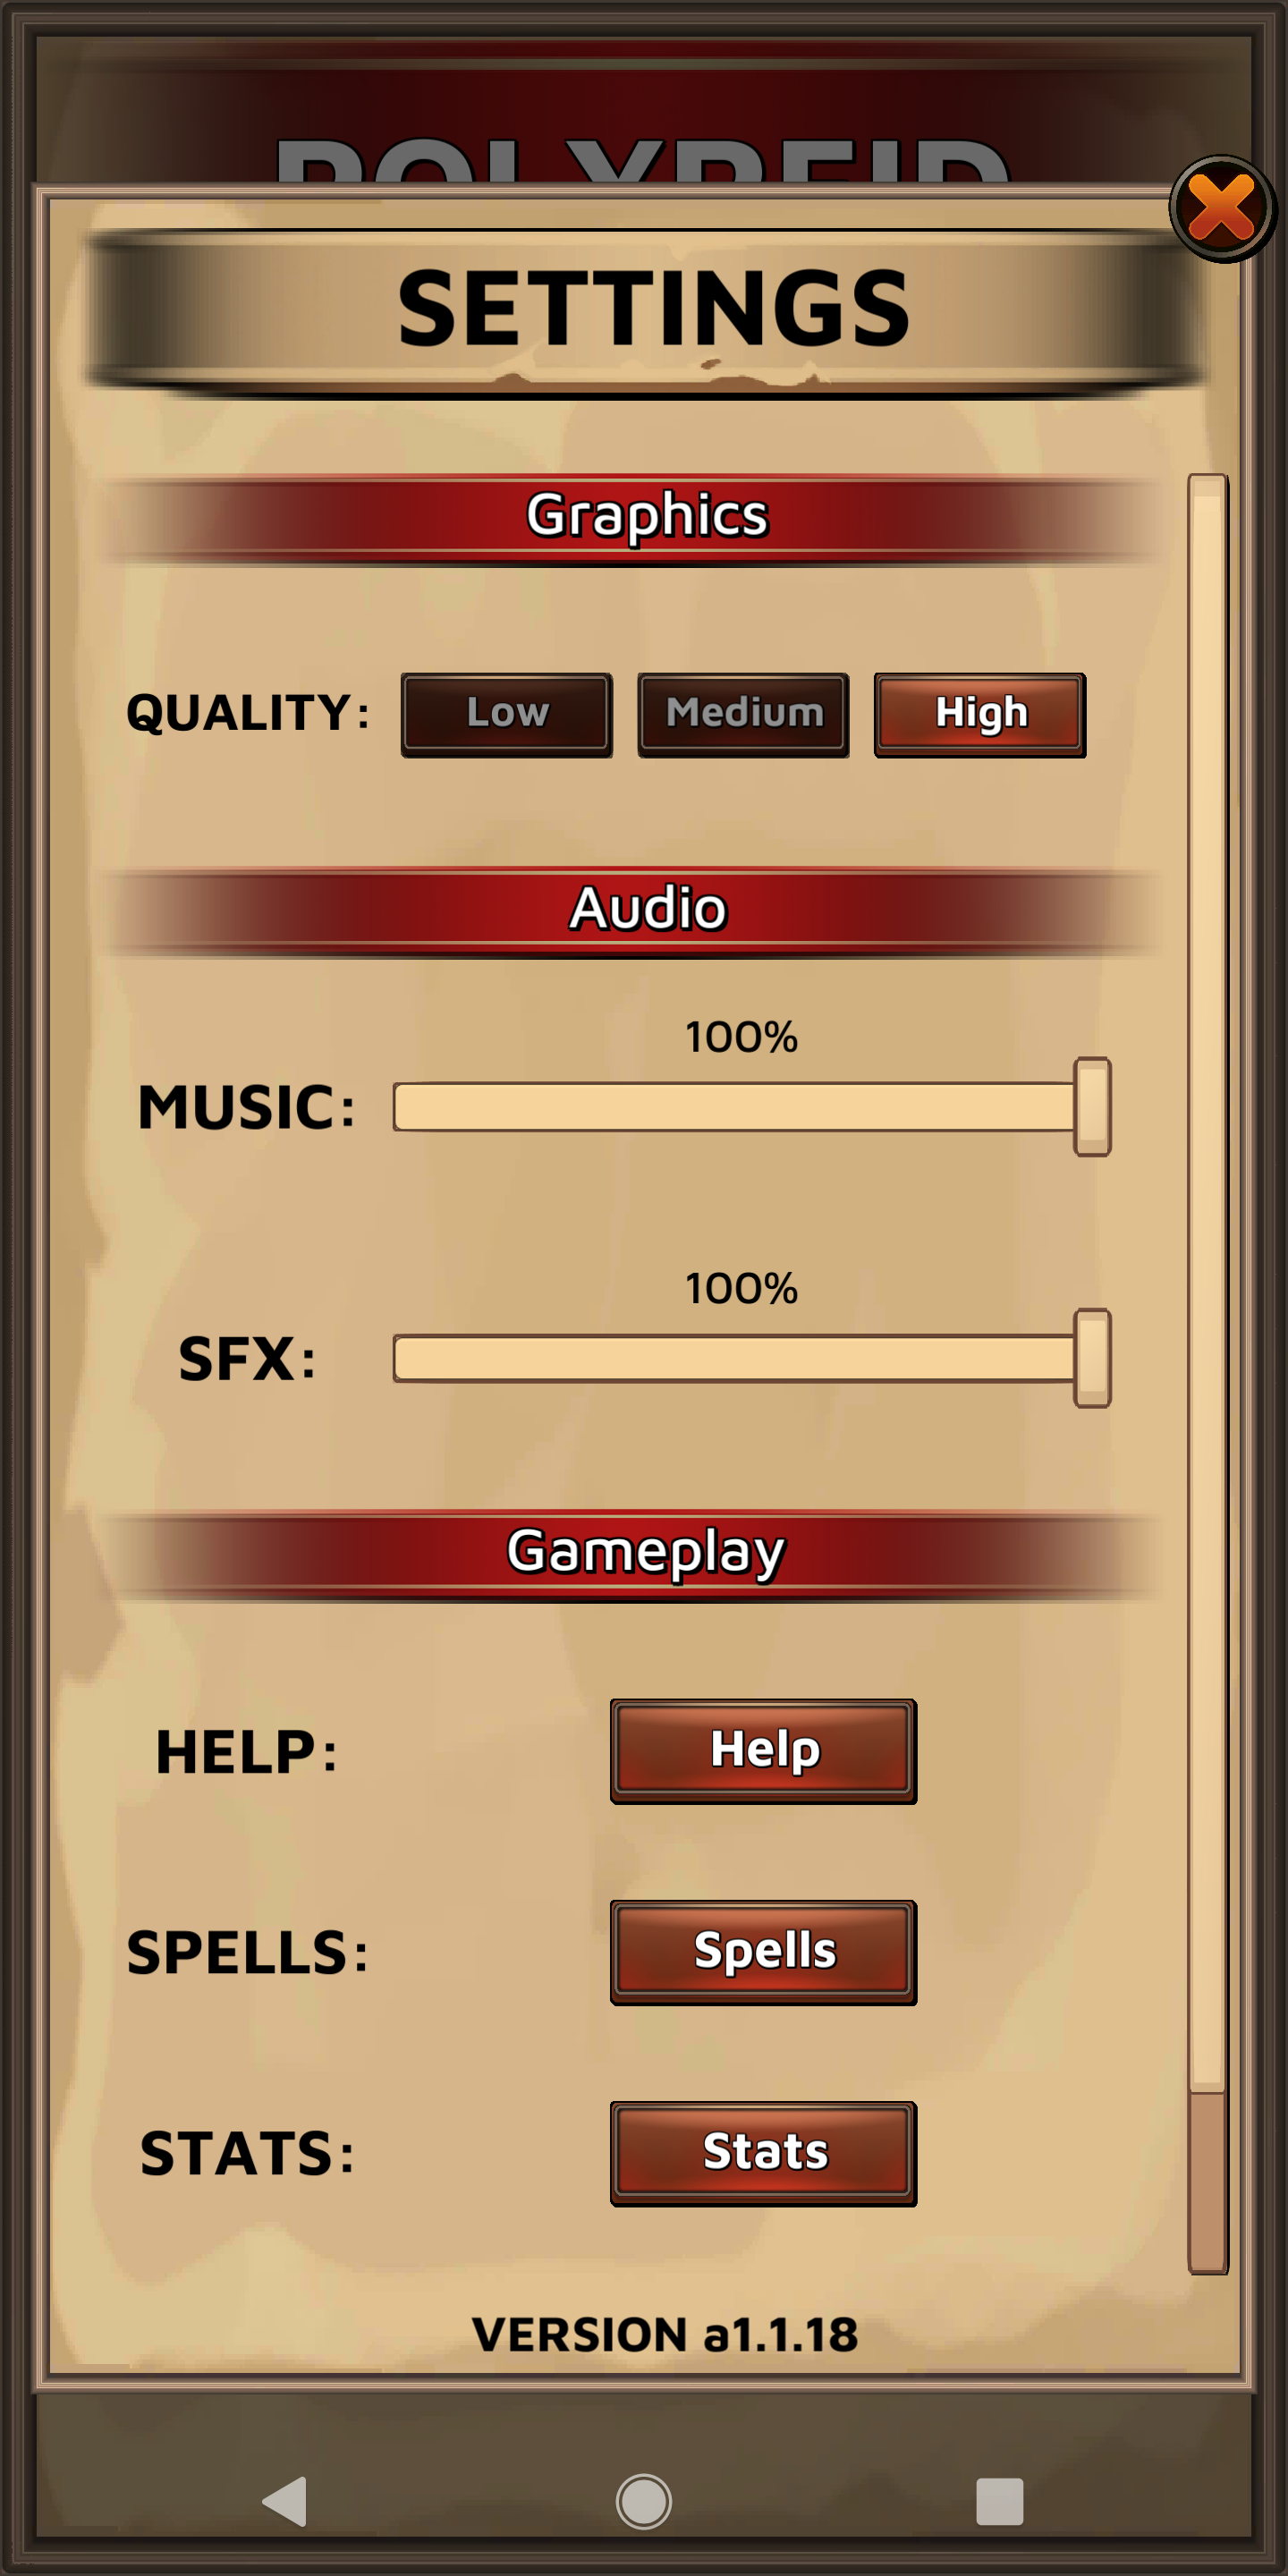 SETTINGS
Graphics
QUALITY: Low Medium High
Audio
100%
MUSIC:
100%
SFX:
Gameplay
HELP: Help
SPELLS: Spells
STATS: Stats
VERSION a1.1.18